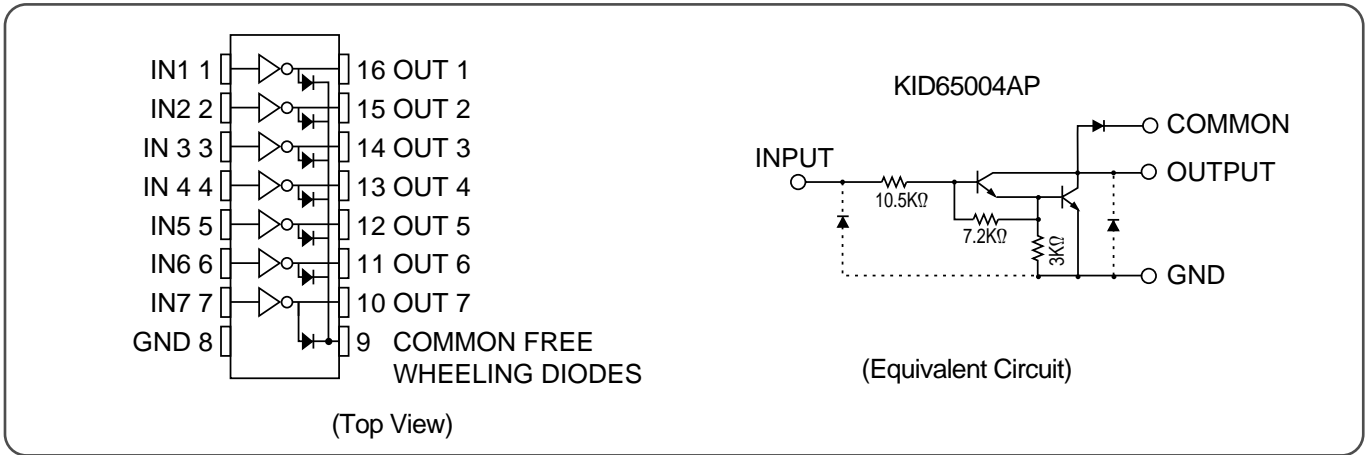 IN1 1
16 OUT 1
IN2 2
15 OUT 2
IN 3 3
14 OUT 3
IN 4 4
13 OUT 4
IN5 5
12 OUT 5
IN6 6
11 OUT 6
IN7 7
10 OUT 7
GND 8
9 COMMON FREE
WHEELING DIODES
(Top View)
KID65004AP
COMMON
INPUT
OUTPUT
10.5KΩ
7.2KΩ
3KΩ
GND
(Equivalent Circuit)